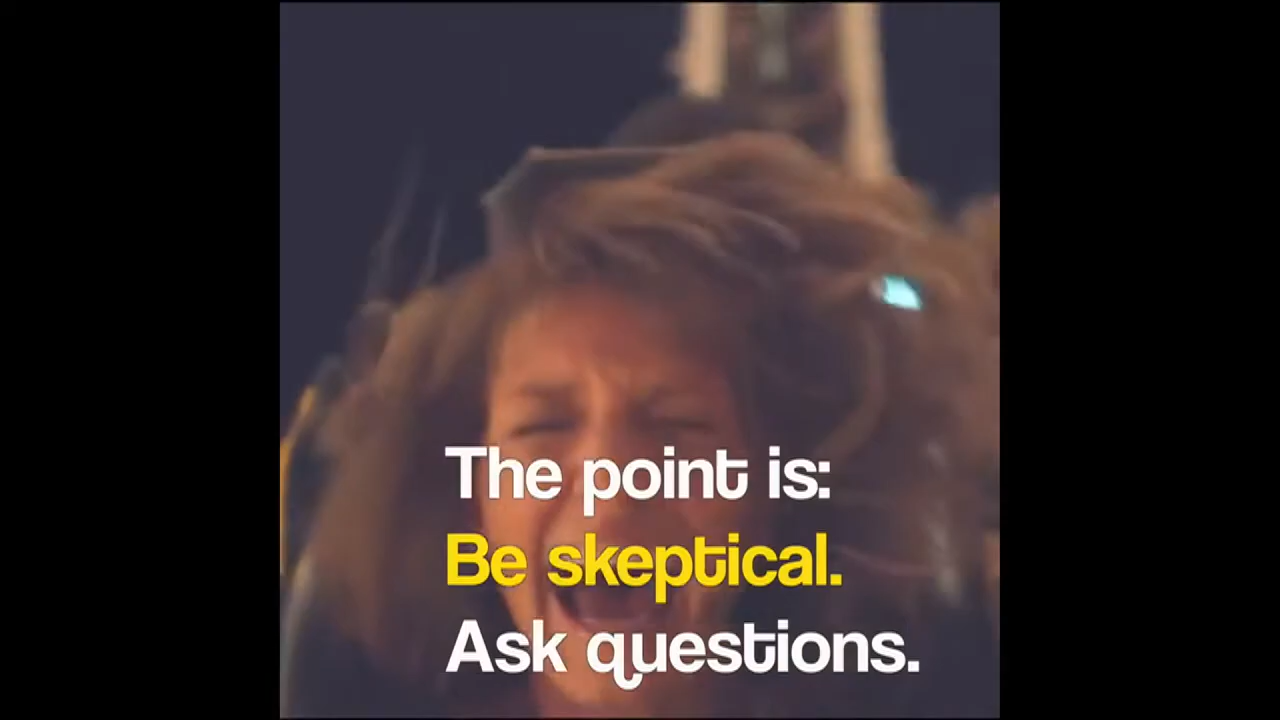 The point is:
Be skeptical.
Ask questions.